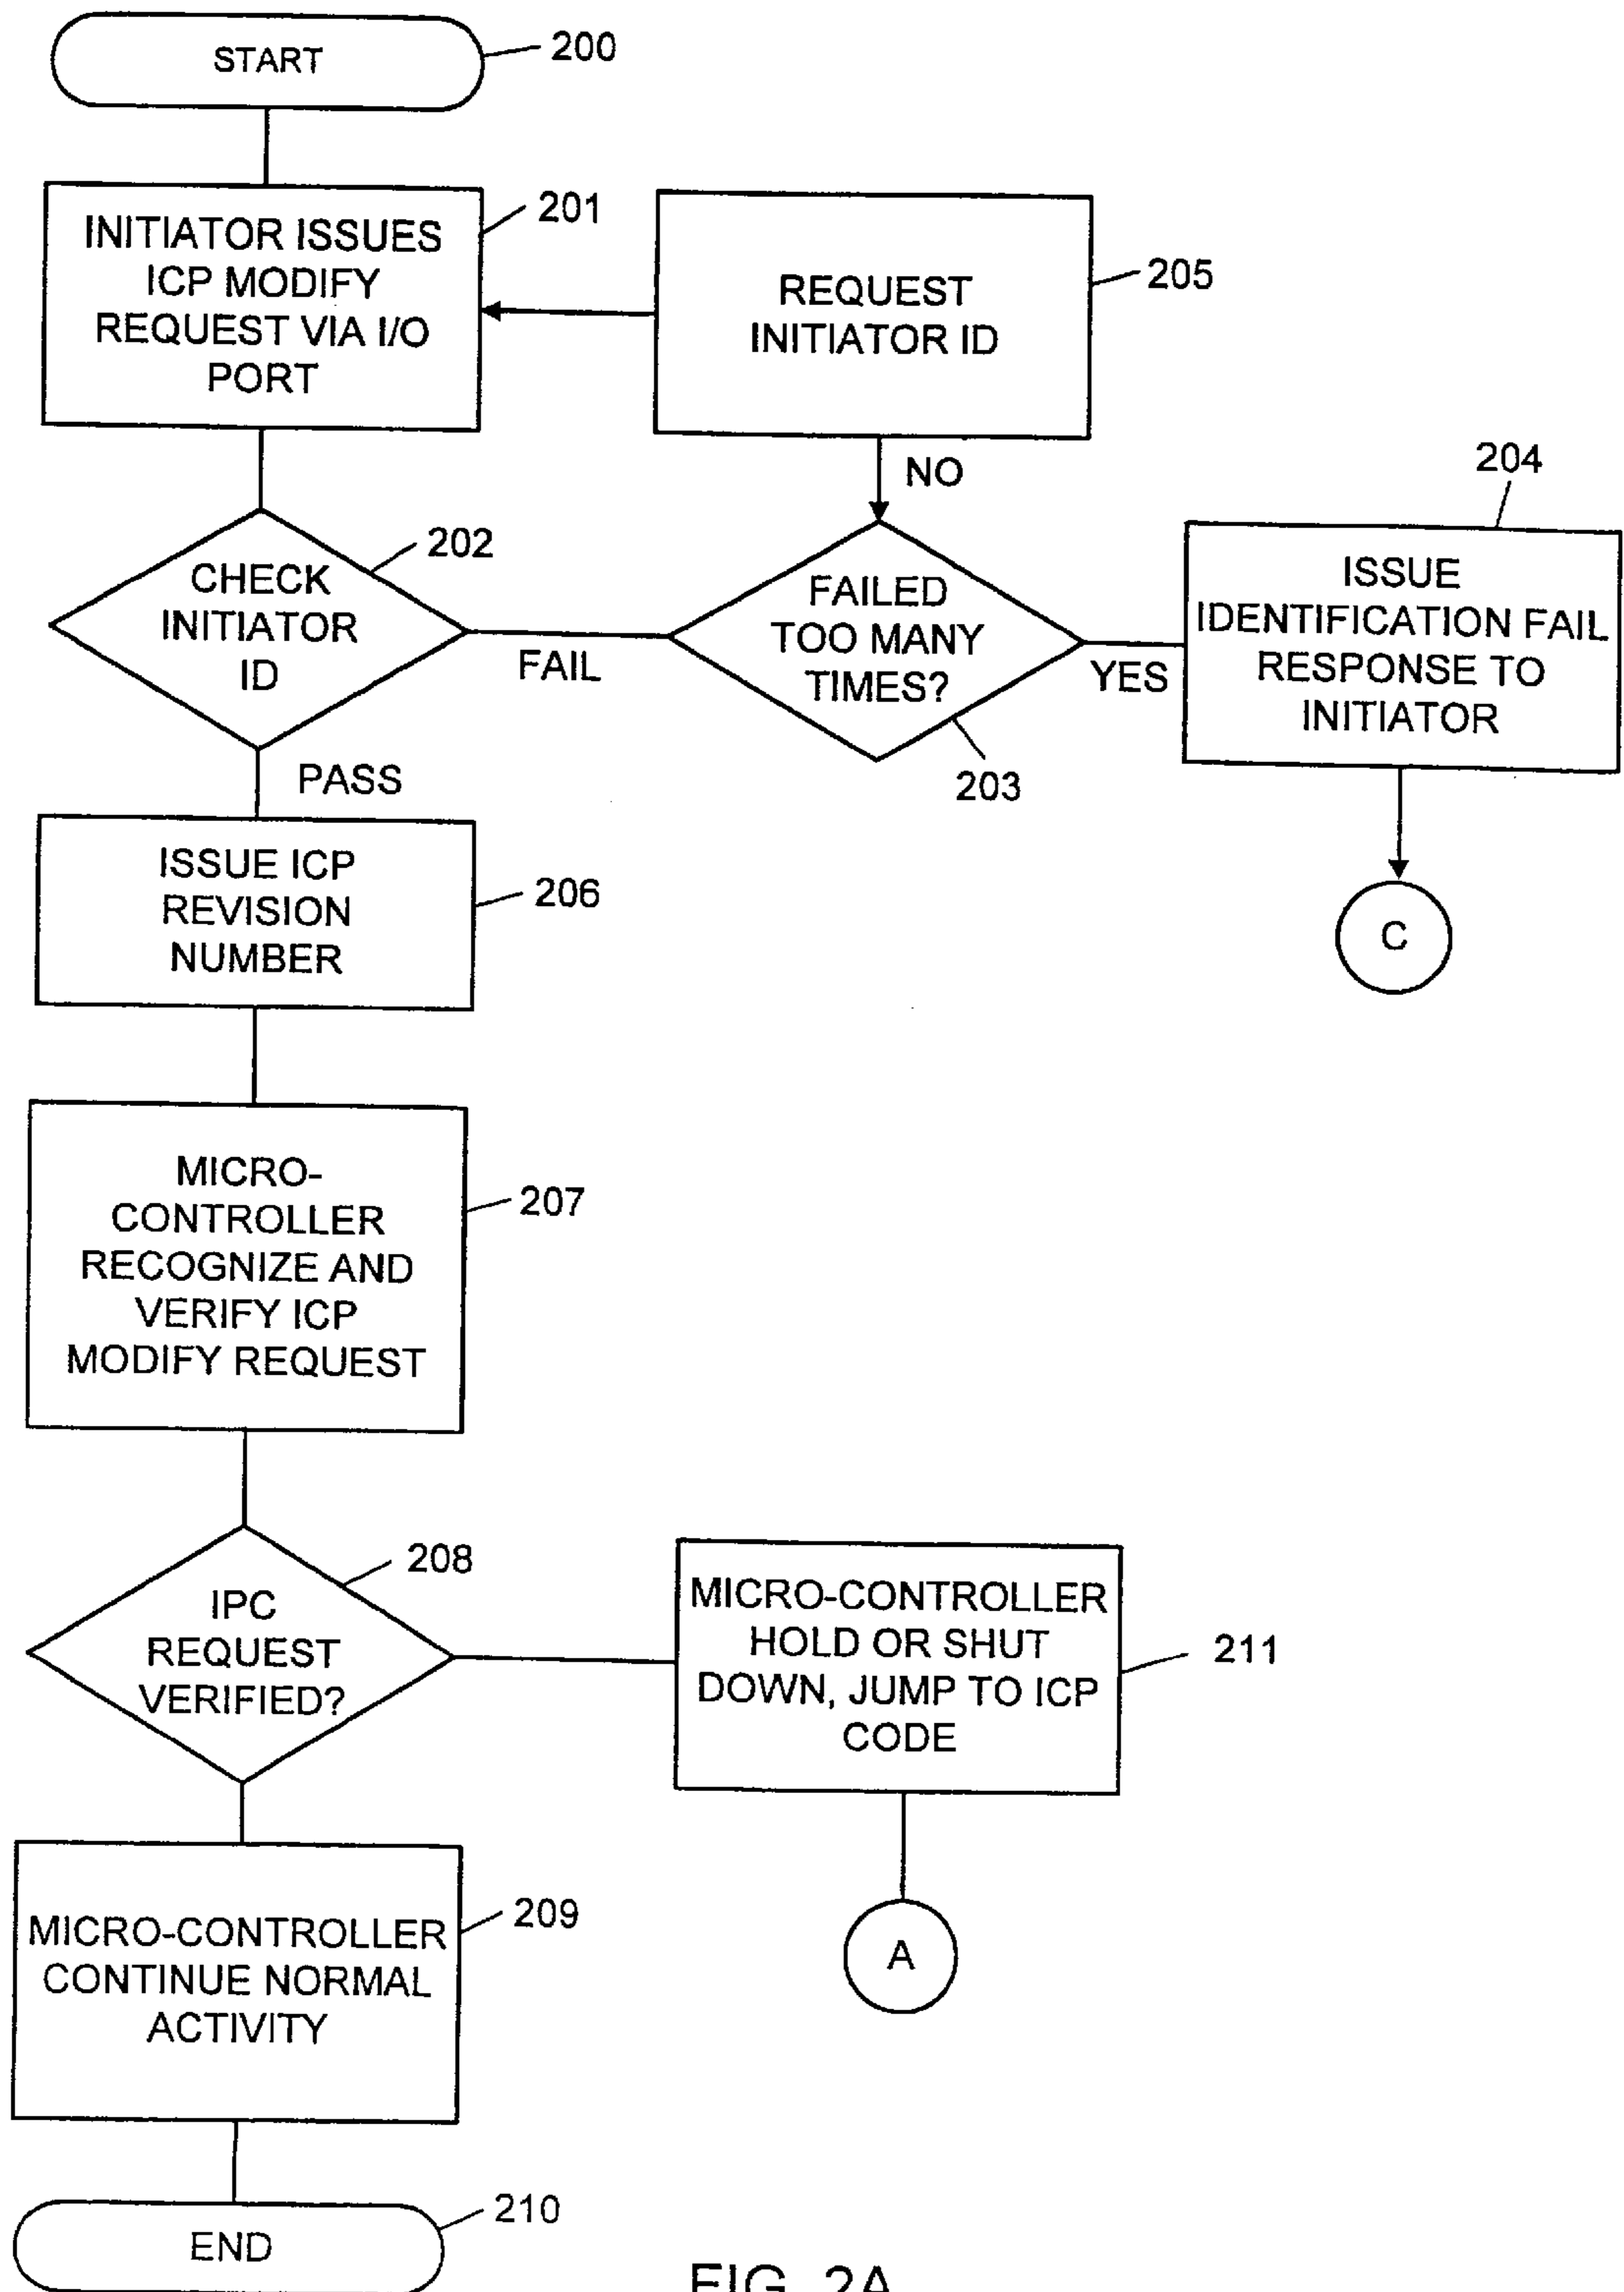 START
200
INITIATOR ISSUES
ICP MODIFY
REQUEST VIA I/O
PORT
201
REQUEST
INITIATOR ID
205
NO
204
CHECK
INITIATOR
ID
202
FAIL
FAILED
TOO MANY
TIMES?
203
YES
ISSUE
IDENTIFICATION FAIL
RESPONSE TO
INITIATOR
PASS
C
ISSUE ICP
REVISION
NUMBER
206
MICRO-
CONTROLLER
RECOGNIZE AND
VERIFY ICP
MODIFY REQUEST
207
IPC
REQUEST
VERIFIED?
208
MICRO-CONTROLLER
HOLD OR SHUT
DOWN, JUMP TO ICP
CODE
211
A
MICRO-CONTROLLER
CONTINUE NORMAL
ACTIVITY
209
END
210
FIG. 2A